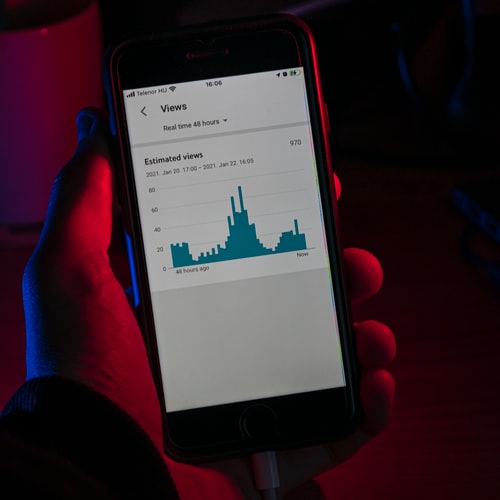 Telenor HU
16:06
Views
Real time 48 hours
Estimated views
970
2021. Jan 20. 17:00 – 2021. Jan 22. 16:05
80
60
40
20
0
48 hours ago
Now